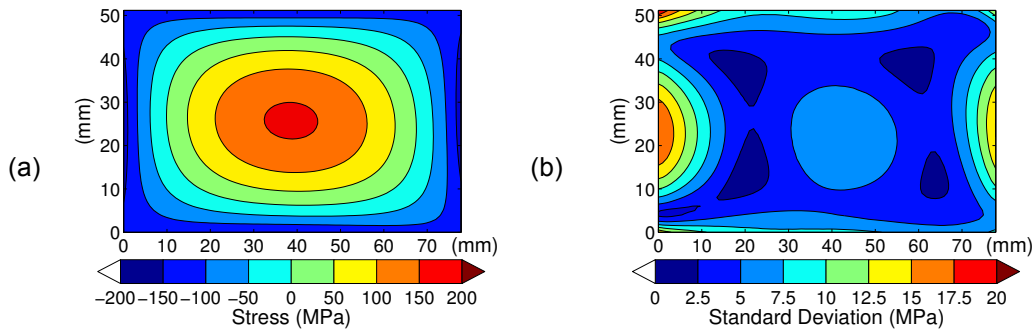 (a)
(mm)
50
40
30
20
10
0
0 10 20 30 40 50 60 70 (mm)
−200 −150 −100 −50 0 50 100 150 200
Stress (MPa)
(b)
(mm)
50
40
30
20
10
0
0 10 20 30 40 50 60 70 (mm)
0 2.5 5 7.5 10 12.5 15 17.5 20
Standard Deviation (MPa)